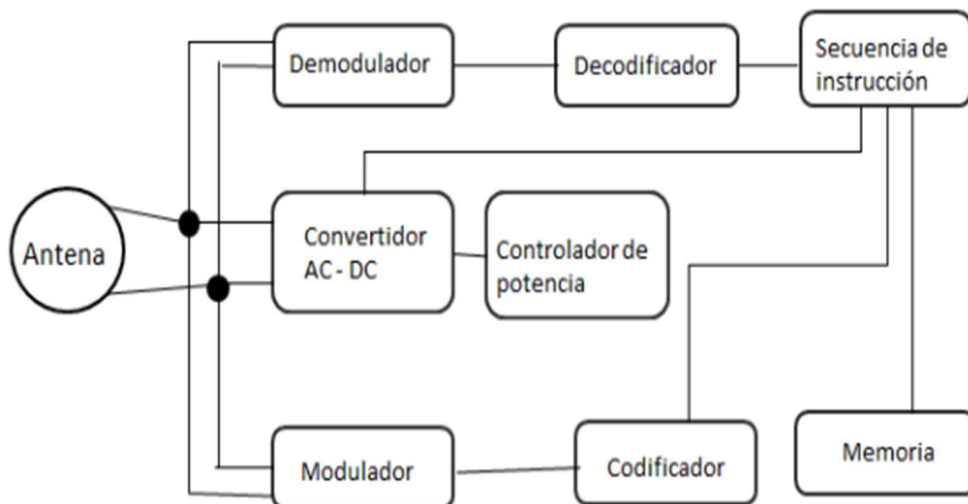 Demodulador
Decodificador
Secuencia de
instrucción
Antena
Convertidor
AC - DC
Controlador de
potencia
Modulador
Codificador
Memoria